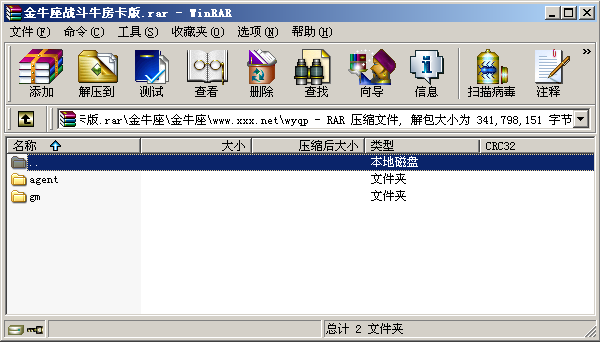 金牛座战斗牛房卡版.rar - WinRAR
文件(F) 命令(C) 工具(S) 收藏夹(O) 选项(N) 帮助(H)
添加 解压到 测试 查看 删除 查找 向导 信息 扫描病毒 注释 »
版.rar\金牛座\金牛座\www.xxx.net\wyqp - RAR 压缩文件, 解包大小为 341,798,151 字节
名称 大小 压缩后大小 类型 CRC32
.. 本地磁盘
agent 文件夹
gm 文件夹
总计 2 文件夹